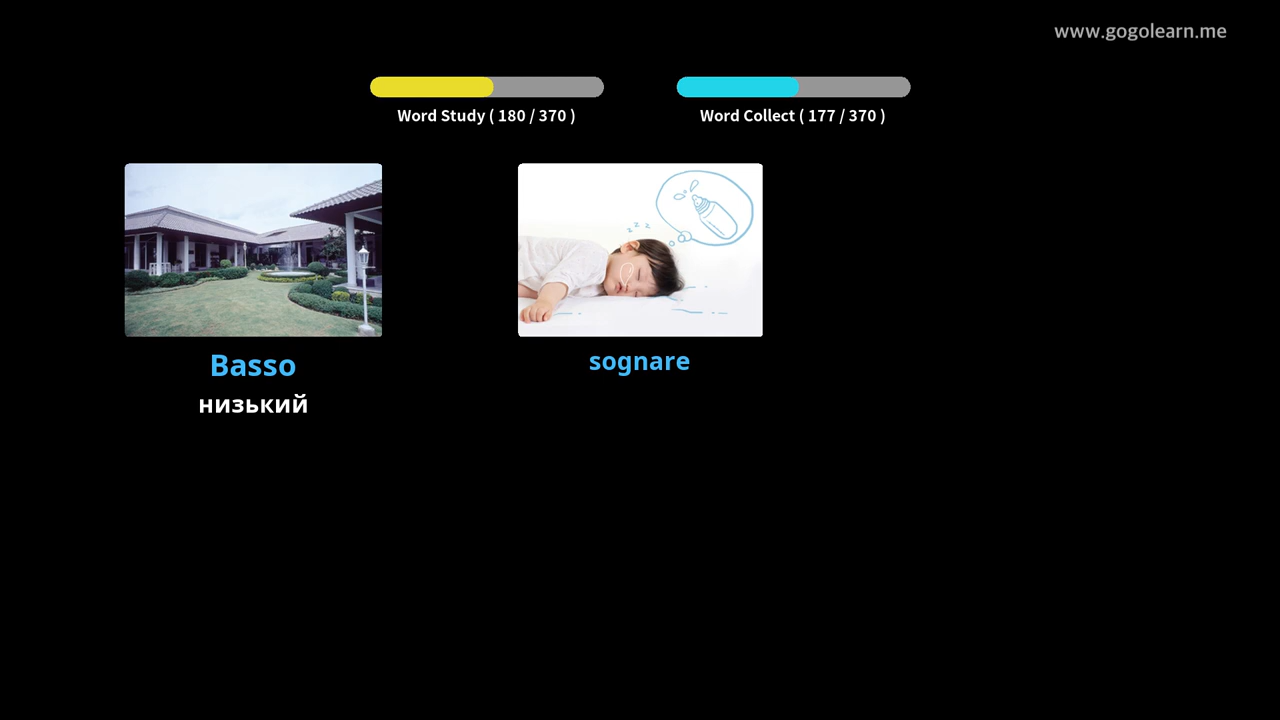 www.gogolearn.me
Word Study ( 180 / 370 )
Word Collect ( 177 / 370 )
Basso
низький
sognare